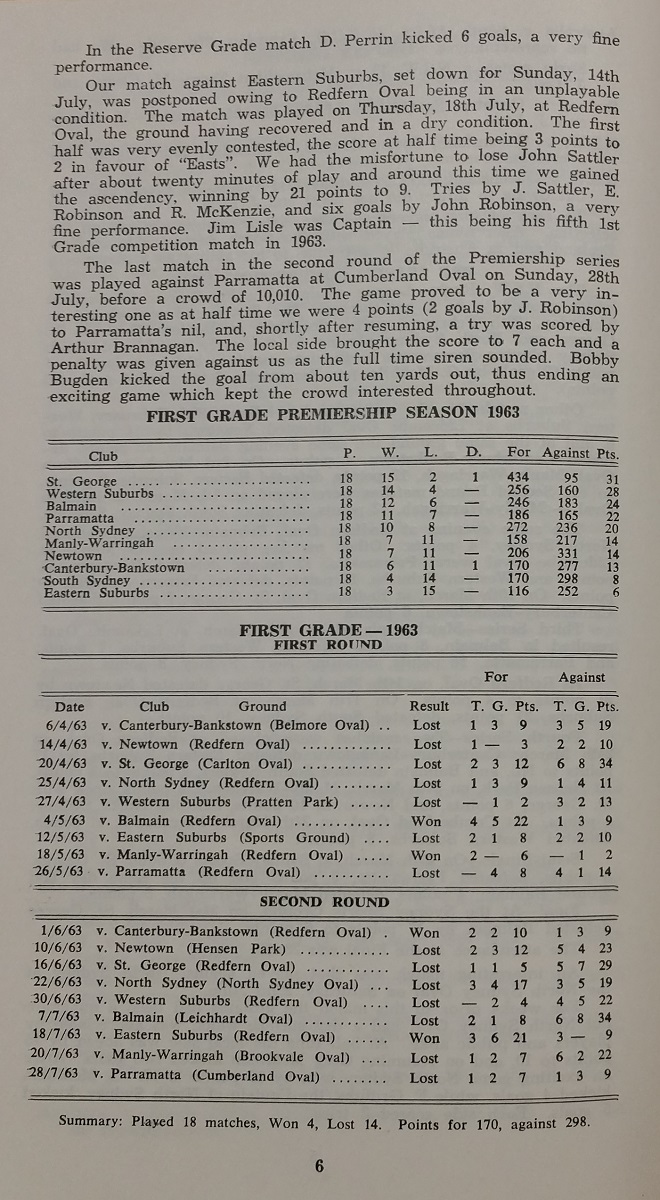 In the Reserve Grade match D. Perrin kicked 6 goals, a very fine
performance.
Our match against Eastern Suburbs, set down for Sunday, 14th
July, was postponed owing to Redfern Oval being in an unplayable
condition. The match was played on Thursday, 18th July, at Redfern
Oval, the ground having recovered and in a dry condition. The first
half was very evenly contested, the score at half time being 3 points to
2 in favour of "Easts". We had the misfortune to lose John Sattler
after about twenty minutes of play and around this time we gained
the ascendency, winning by 21 points to 9. Tries by J. Sattler, E.
Robinson and R. McKenzie, and six goals by John Robinson, a very
fine performance. Jim Lisle was Captain — this being his fifth 1st
Grade competition match in 1963.
The last match in the second round of the Premiership series
was played against Parramatta at Cumberland Oval on Sunday, 28th
July, before a crowd of 10,010. The game proved to be a very in-
teresting one as at half time we were 4 points (2 goals by J. Robinson)
to Parramatta's nil, and, shortly after resuming, a try was scored by
Arthur Brannagan. The local side brought the score to 7 each and a
penalty was given against us as the full time siren sounded. Bobby
Bugden kicked the goal from about ten yards out, thus ending an
exciting game which kept the crowd interested throughout.
FIRST GRADE PREMIERSHIP SEASON 1963
Club P. W. L. D. For Against Pts.
St. George ..... ........................ 18 15 2 1 434 95 31
Western Suburbs ..................... 18 14 4 — 256 160 28
Balmain ........................... 18 12 6 — 246 183 24
Parramatta ......................... 18 11 7 — 186 165 22
North Sydney ........................ 18 10 8 — 272 236 20
Manly-Warringah ................... 18 7 11 — 158 217 14
Newtown ........................... 18 7 11 — 206 331 14
Canterbury-Bankstown .............. 18 6 11 1 170 277 13
South Sydney ........................ 18 4 14 — 170 298 8
Eastern Suburbs ..................... 18 3 15 — 116 252 6
FIRST GRADE — 1963
FIRST ROUND
For Against
Date Club Ground Result T. G. Pts. T. G. Pts.
6/4/63 v. Canterbury-Bankstown (Belmore Oval) .. Lost 1 3 9 3 5 19
14/4/63 v. Newtown (Redfern Oval) ............ Lost 1 — 3 2 2 10
20/4/63 v. St. George (Carlton Oval) ............ Lost 2 3 12 6 8 34
25/4/63 v. North Sydney (Redfern Oval) ......... Lost 1 3 9 1 4 11
27/4/63 v. Western Suburbs (Pratten Park) ...... Lost — 1 2 3 2 13
4/5/63 v. Balmain (Redfern Oval) ............ Won 4 5 22 1 3 9
12/5/63 v. Eastern Suburbs (Sports Ground) .... Lost 2 1 8 2 2 10
18/5/63 v. Manly-Warringah (Redfern Oval) ..... Won 2 — 6 — 1 2
26/5/63 v. Parramatta (Redfern Oval) ........... Lost — 4 8 4 1 14
SECOND ROUND
1/6/63 v. Canterbury-Bankstown (Redfern Oval) . Won 2 2 10 1 3 9
10/6/63 v. Newtown (Hensen Park) ............ Lost 2 3 12 5 4 23
16/6/63 v. St. George (Redfern Oval) ........... Lost 1 1 5 5 7 29
22/6/63 v. North Sydney (North Sydney Oval) ... Lost 3 4 17 3 5 19
30/6/63 v. Western Suburbs (Redfern Oval) .... Lost — 2 4 4 5 22
7/7/63 v. Balmain (Leichhardt Oval) ........... Lost 2 1 8 6 8 34
18/7/63 v. Eastern Suburbs (Redfern Oval) ...... Won 3 6 21 3 — 9
20/7/63 v. Manly-Warringah (Brookvale Oval) .... Lost 1 2 7 6 2 22
28/7/63 v. Parramatta (Cumberland Oval) ........ Lost 1 2 7 1 3 9
Summary: Played 18 matches, Won 4, Lost 14. Points for 170, against 298.
6